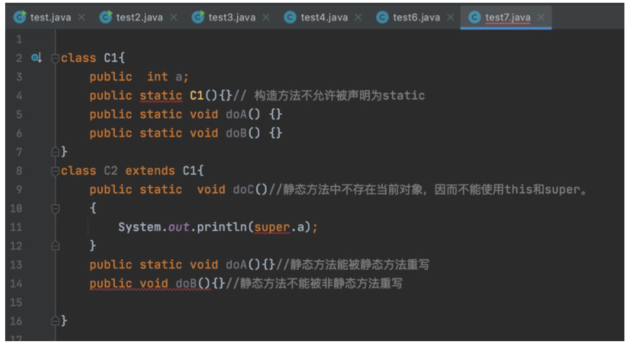 test.java test2.java test3.java test4.java test6.java test7.java
1
2 class C1{
3 public int a;
4 public static C1(){}// 构造方法不允许被声明为static
5 public static void doA() {}
6 public static void doB() {}
7 }
8 class C2 extends C1{
9 public static void doC()//静态方法中不存在当前对象，因而不能使用this和super。
10 {
11 System.out.println(super.a);
12 }
13 public static void doA(){}//静态方法能被静态方法重写
14 public void doB(){}//静态方法不能被非静态方法重写
15
16 }
17